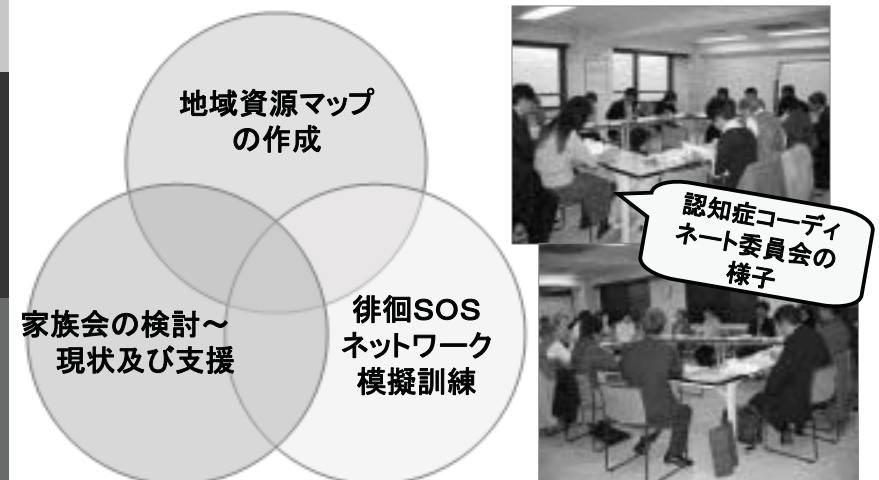 地域資源マップ
の作成
家族会の検討～
現状及び支援
徘徊SOS
ネットワーク
模擬訓練
認知症コーディ
ネート委員会の
様子